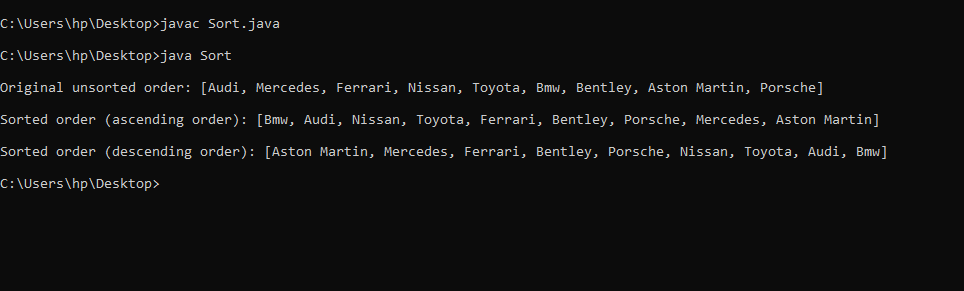 C:\Users\hp\Desktop>javac Sort.java
C:\Users\hp\Desktop>java Sort
Original unsorted order: [Audi, Mercedes, Ferrari, Nissan, Toyota, Bmw, Bentley, Aston Martin, Porsche]
Sorted order (ascending order): [Bmw, Audi, Nissan, Toyota, Ferrari, Bentley, Porsche, Mercedes, Aston Martin]
Sorted order (descending order): [Aston Martin, Mercedes, Ferrari, Bentley, Porsche, Nissan, Toyota, Audi, Bmw]
C:\Users\hp\Desktop>